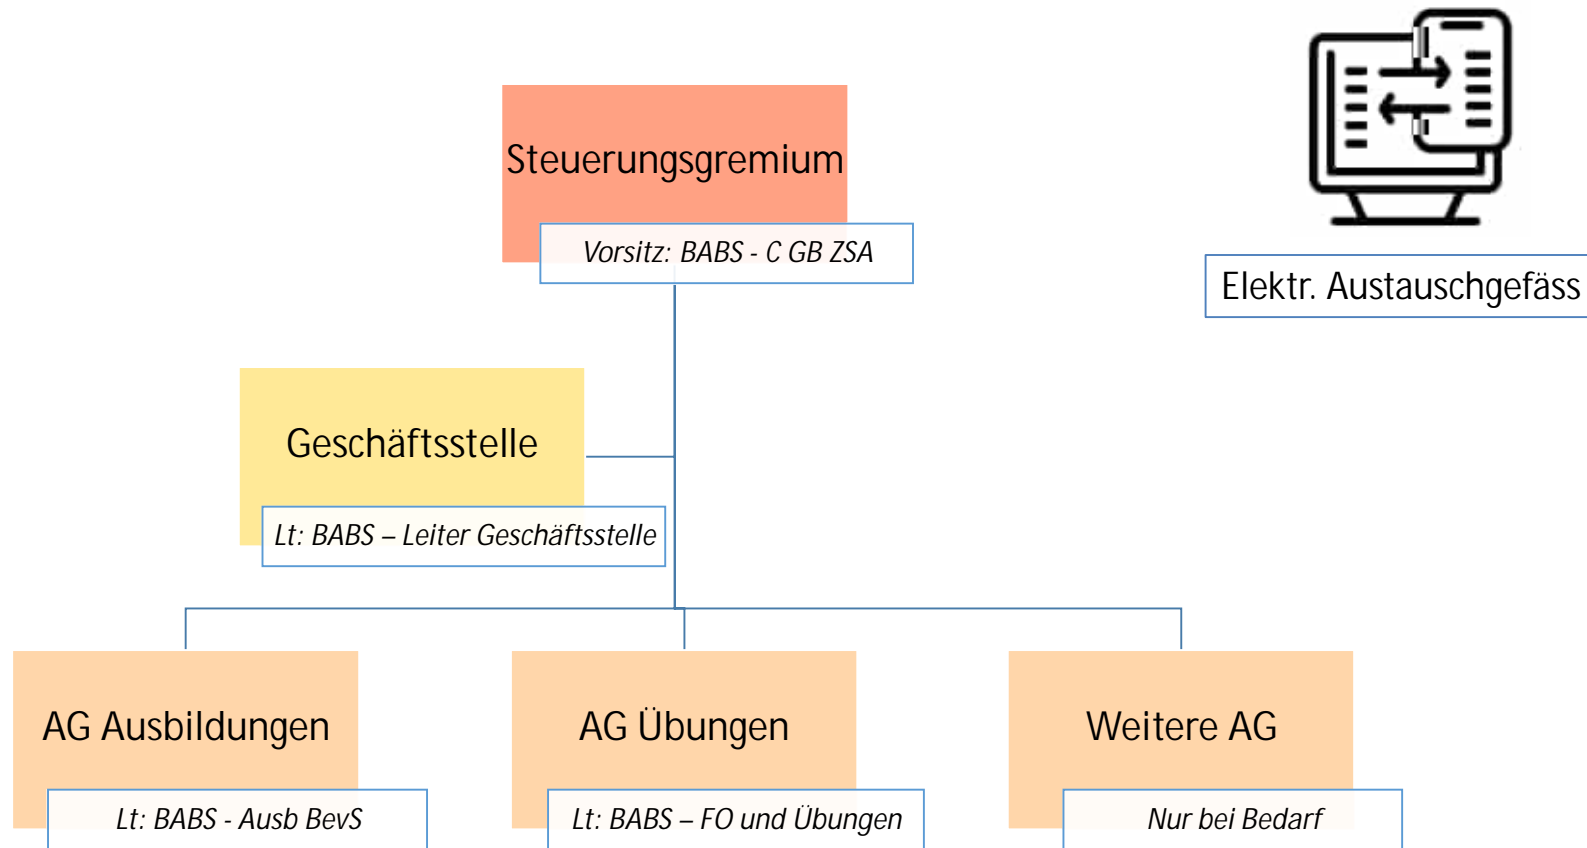 Steuerungsgremium
Vorsitz: BABS - C GB ZSA
Elektr. Austauschgefäss
Geschäftsstelle
Lt: BABS – Leiter Geschäftsstelle
AG Ausbildungen
Lt: BABS - Ausb BevS
AG Übungen
Lt: BABS – FO und Übungen
Weitere AG
Nur bei Bedarf